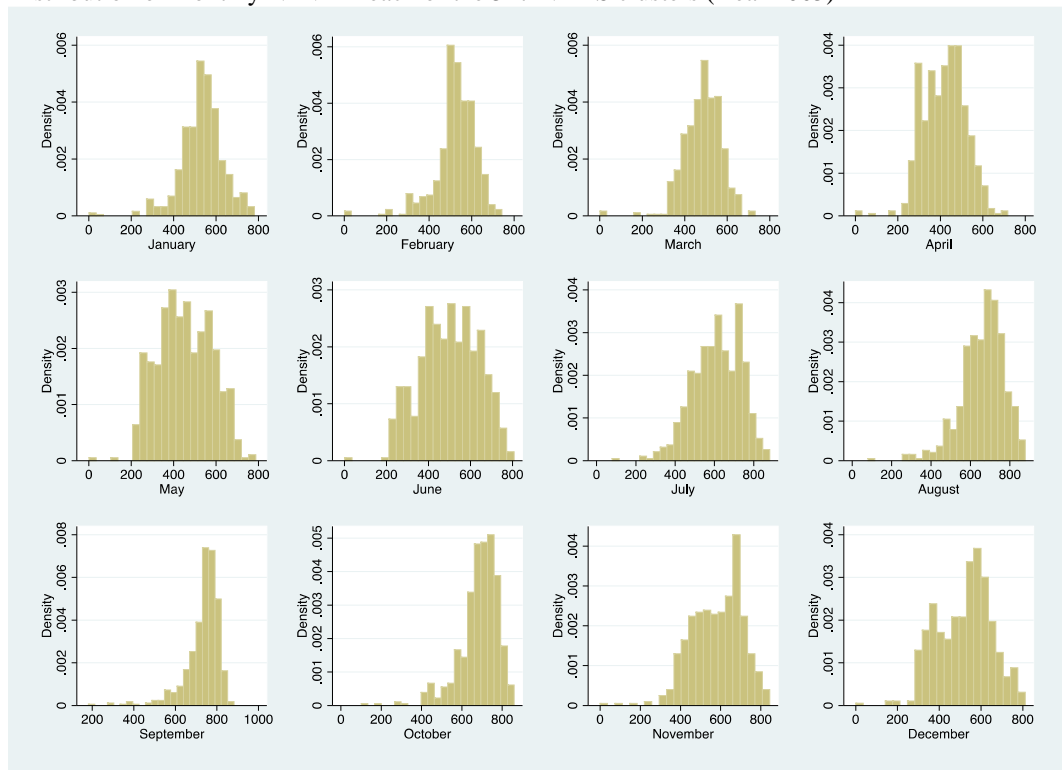 of Monthly
clusters
Density
0 .002 .004 .006
0 200 400 600 800
January
Density
0 .002 .004 .006
0 200 400 600 800
February
Density
0 .002 .004 .006
0 200 400 600 800
March
Density
0 .001 .002 .003 .004
0 200 400 600 800
April
Density
0 .001 .002 .003
0 200 400 600 800
May
Density
0 .001 .002 .003
0 200 400 600 800
June
Density
0 .001 .002 .003 .004
0 200 400 600 800
July
Density
0 .001 .002 .003 .004
0 200 400 600 800
August
Density
0 .002 .004 .006 .008
200 400 600 800 1000
September
Density
0 .001 .002 .003 .004 .005
0 200 400 600 800
October
Density
0 .001 .002 .003 .004
0 200 400 600 800
November
Density
0 .001 .002 .003 .004
0 200 400 600 800
December